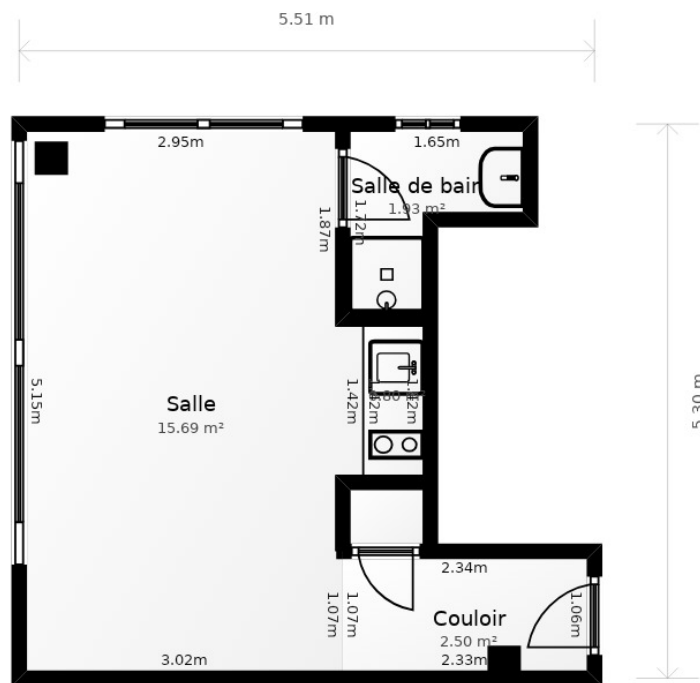 5.51 m
2.95m
1.65m
Salle de bain
1.93 m²
1.72m
1.87m
5.30 m
5.15m
1.42m
Salle
15.69 m²
2.34m
1.07m
1.07m
1.06m
Couloir
2.50 m²
3.02m
2.33m